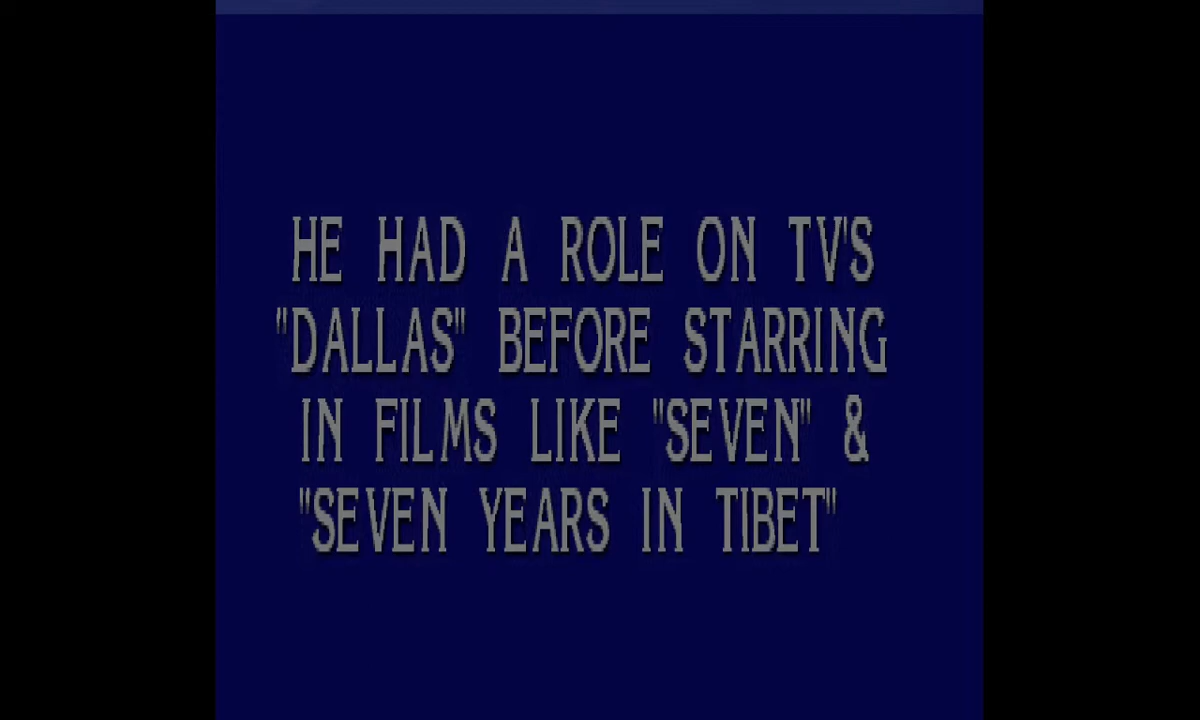 HE HAD A ROLE ON TV'S
"DALLAS" BEFORE STARRING
IN FILMS LIKE "SEVEN" &
"SEVEN YEARS IN TIBET"